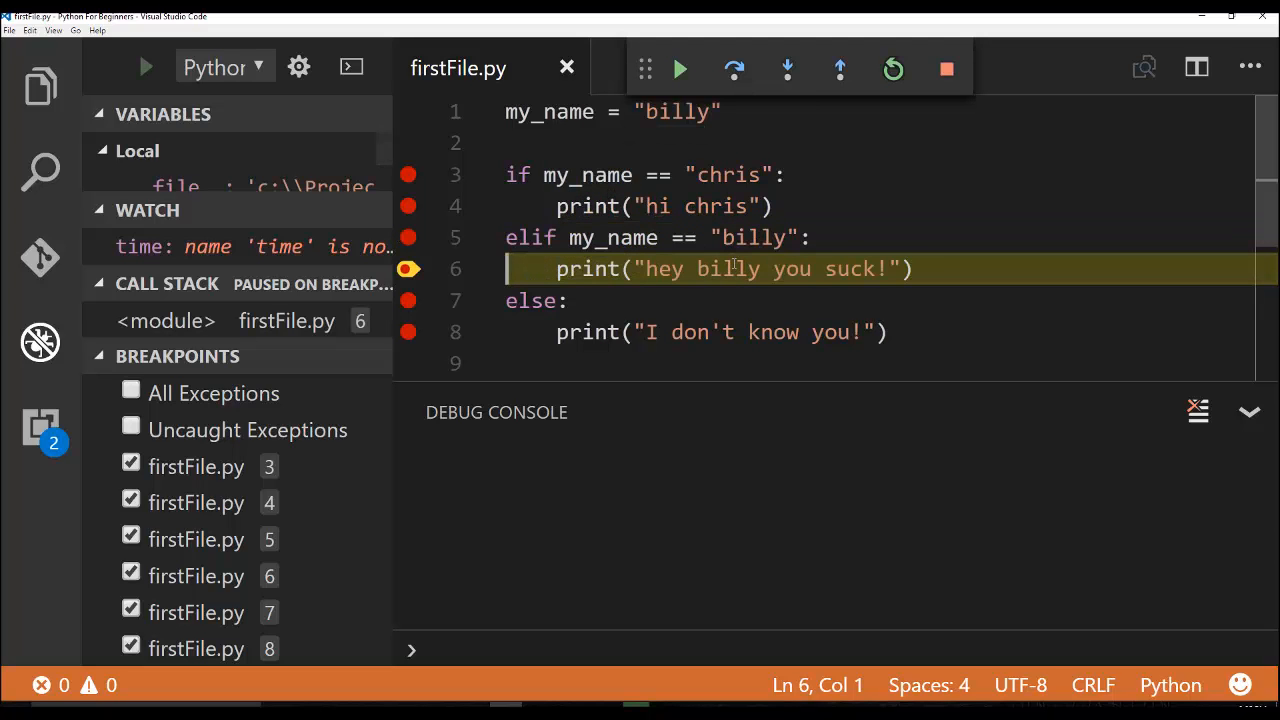 firstFile.py - Python For Beginners - Visual Studio Code
File Edit View Go Help
Python
firstFile.py
VARIABLES
Local
file : 'c:\\Projec
WATCH
time: name 'time' is no...
CALL STACK PAUSED ON BREAKP...
<module> firstFile.py 6
BREAKPOINTS
All Exceptions
Uncaught Exceptions
firstFile.py 3
firstFile.py 4
firstFile.py 5
firstFile.py 6
firstFile.py 7
firstFile.py 8
2
1 my_name = "billy"
2
3 if my_name == "chris":
4 print("hi chris")
5 elif my_name == "billy":
6 print("hey billy you suck!")
7 else:
8 print("I don't know you!")
9
DEBUG CONSOLE
0 0 Ln 6, Col 1 Spaces: 4 UTF-8 CRLF Python